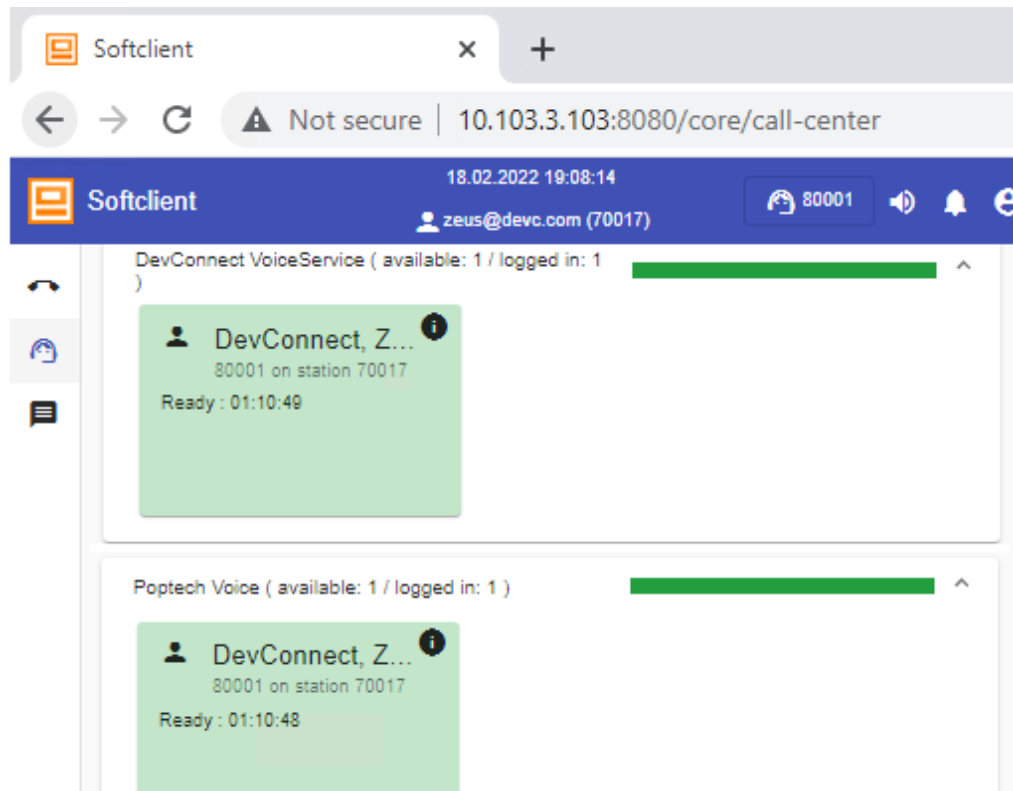 Softclient
Not secure | 10.103.3.103:8080/core/call-center
Softclient
18.02.2022 19:08:14
zeus@devc.com (70017)
80001
DevConnect VoiceService ( available: 1 / logged in: 1
)
DevConnect, Z...
80001 on station 70017
Ready : 01:10:49
Poptech Voice ( available: 1 / logged in: 1 )
DevConnect, Z...
80001 on station 70017
Ready : 01:10:48